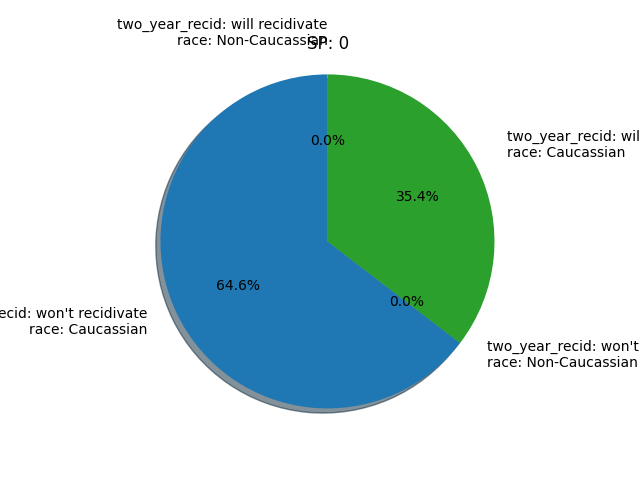 two_year_recid: will recidivate
race: Non-Caucassian
SP: 0
two_year_recid: wil
race: Caucassian
0.0%
35.4%
64.6%
0.0%
ecid: won't recidivate
race: Caucassian
two_year_recid: won't
race: Non-Caucassian